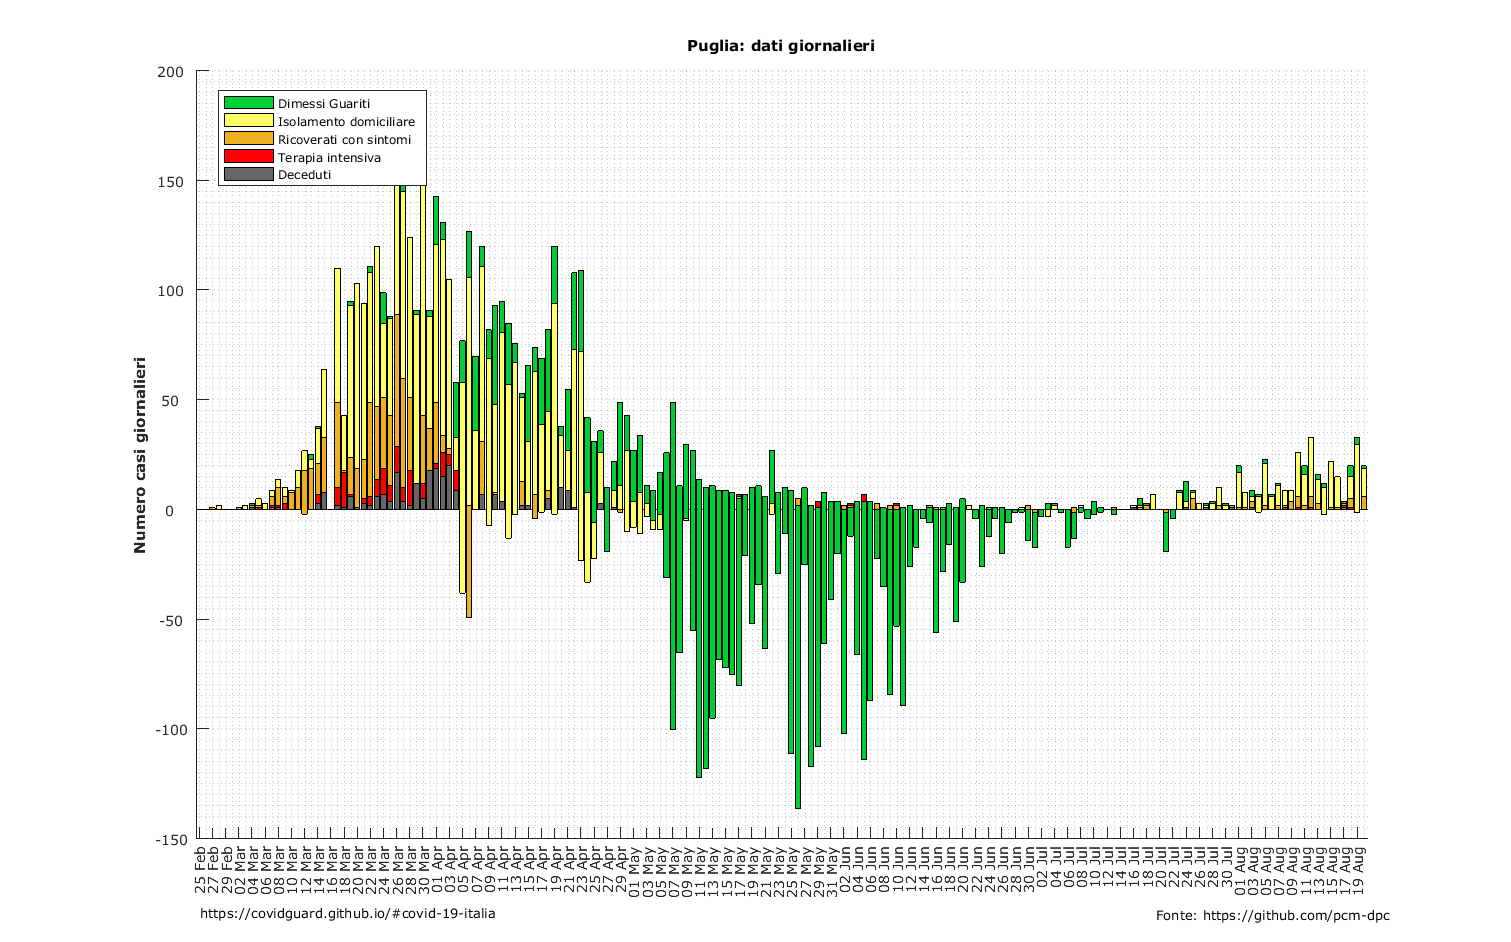 Puglia: dati giornalieri
Numero casi giornalieri
200
150
100
50
0
-50
-100
-150
Dimessi Guariti
Isolamento domiciliare
Ricoverati con sintomi
Terapia intensiva
Deceduti
25 Feb
27 Feb
29 Feb
02 Mar
04 Mar
06 Mar
08 Mar
10 Mar
12 Mar
14 Mar
16 Mar
18 Mar
20 Mar
22 Mar
24 Mar
26 Mar
28 Mar
30 Mar
01 Apr
03 Apr
05 Apr
07 Apr
09 Apr
11 Apr
13 Apr
15 Apr
17 Apr
19 Apr
21 Apr
23 Apr
25 Apr
27 Apr
29 Apr
01 May
03 May
05 May
07 May
09 May
11 May
13 May
15 May
17 May
19 May
21 May
23 May
25 May
27 May
29 May
31 May
02 Jun
04 Jun
06 Jun
08 Jun
10 Jun
12 Jun
14 Jun
16 Jun
18 Jun
20 Jun
22 Jun
24 Jun
26 Jun
28 Jun
30 Jun
02 Jul
04 Jul
06 Jul
08 Jul
10 Jul
12 Jul
14 Jul
16 Jul
18 Jul
20 Jul
22 Jul
24 Jul
26 Jul
28 Jul
30 Jul
01 Aug
03 Aug
05 Aug
07 Aug
09 Aug
11 Aug
13 Aug
15 Aug
17 Aug
19 Aug
https://covidguard.github.io/#covid-19-italia
Fonte: https://github.com/pcm-dpc